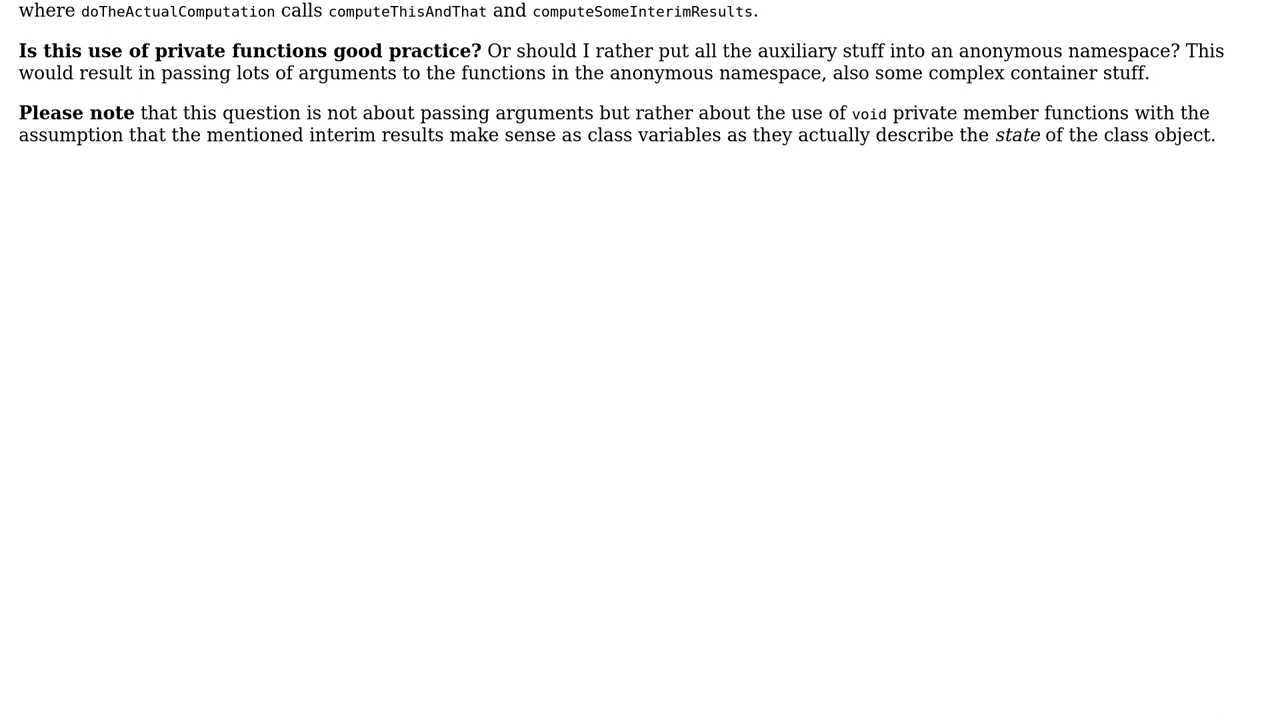 where doTheActualComputation calls computeThisAndThat and computeSomeInterimResults.
Is this use of private functions good practice? Or should I rather put all the auxiliary stuff into an anonymous namespace? This
would result in passing lots of arguments to the functions in the anonymous namespace, also some complex container stuff.
Please note that this question is not about passing arguments but rather about the use of void private member functions with the
assumption that the mentioned interim results make sense as class variables as they actually describe the state of the class object.